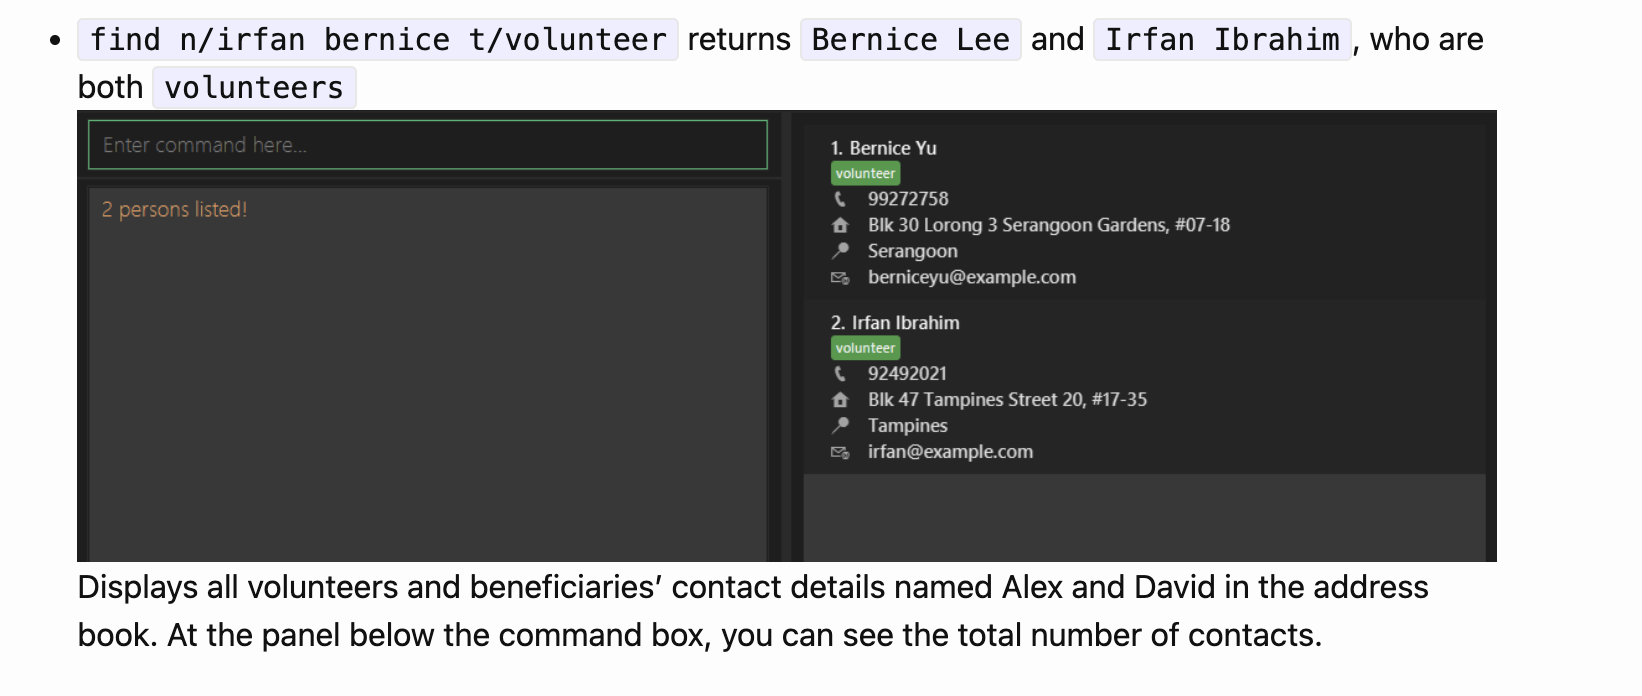 find n/irfan bernice t/volunteer returns Bernice Lee and Irfan Ibrahim, who are
both volunteers
Enter command here...
2 persons listed!
1. Bernice Yu
volunteer
99272758
Blk 30 Lorong 3 Serangoon Gardens, #07-18
Serangoon
berniceyu@example.com
2. Irfan Ibrahim
volunteer
92492021
Blk 47 Tampines Street 20, #17-35
Tampines
irfan@example.com
Displays all volunteers and beneficiaries’ contact details named Alex and David in the address
book. At the panel below the command box, you can see the total number of contacts.